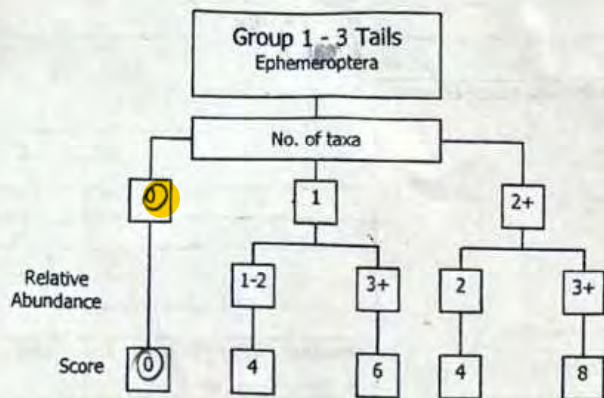 Group 1 - 3 Tails
Ephemeroptera
No. of taxa
0 1 2+
Relative
Abundance
1-2 3+ 2 3+
Score 0 4 6 4 8